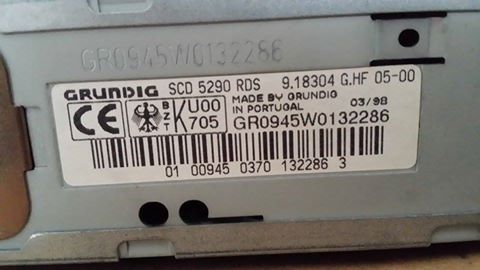 GR0945W0132286
GRUNDIG SCD 5290 RDS 9.18304 G.HF 05-00
CE BZT K U00 705 MADE BY GRUNDIG IN PORTUGAL 03/98
GR0945W0132286
01 00945 0370 132286 3